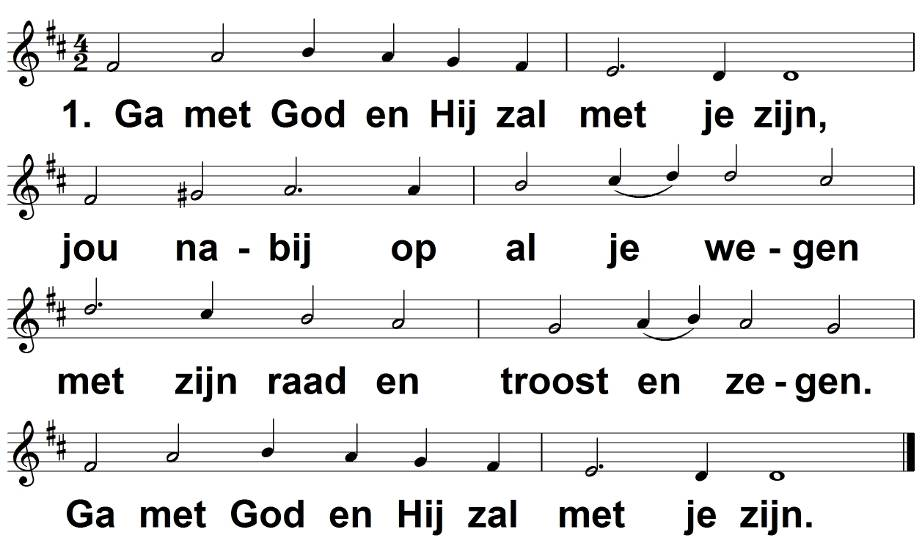 1. Ga met God en Hij zal met je zijn,
jou na - bij op al je we - gen
met zijn raad en troost en ze - gen.
Ga met God en Hij zal met je zijn.